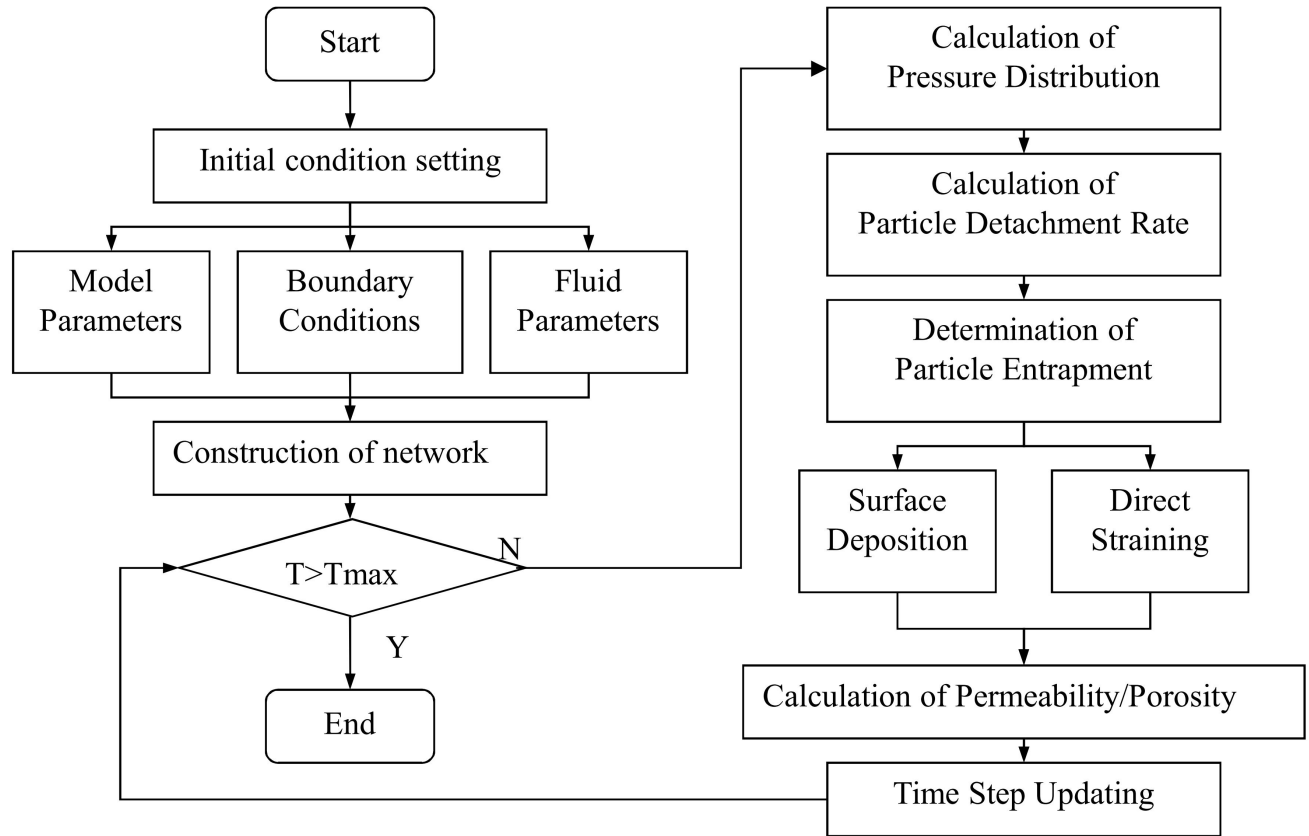 Start
Initial condition setting
Model
Parameters
Boundary
Conditions
Fluid
Parameters
Construction of network
T>Tmax
N
Y
End
Calculation of
Pressure Distribution
Calculation of
Particle Detachment Rate
Determination of
Particle Entrapment
Surface
Deposition
Direct
Straining
Calculation of Permeability/Porosity
Time Step Updating